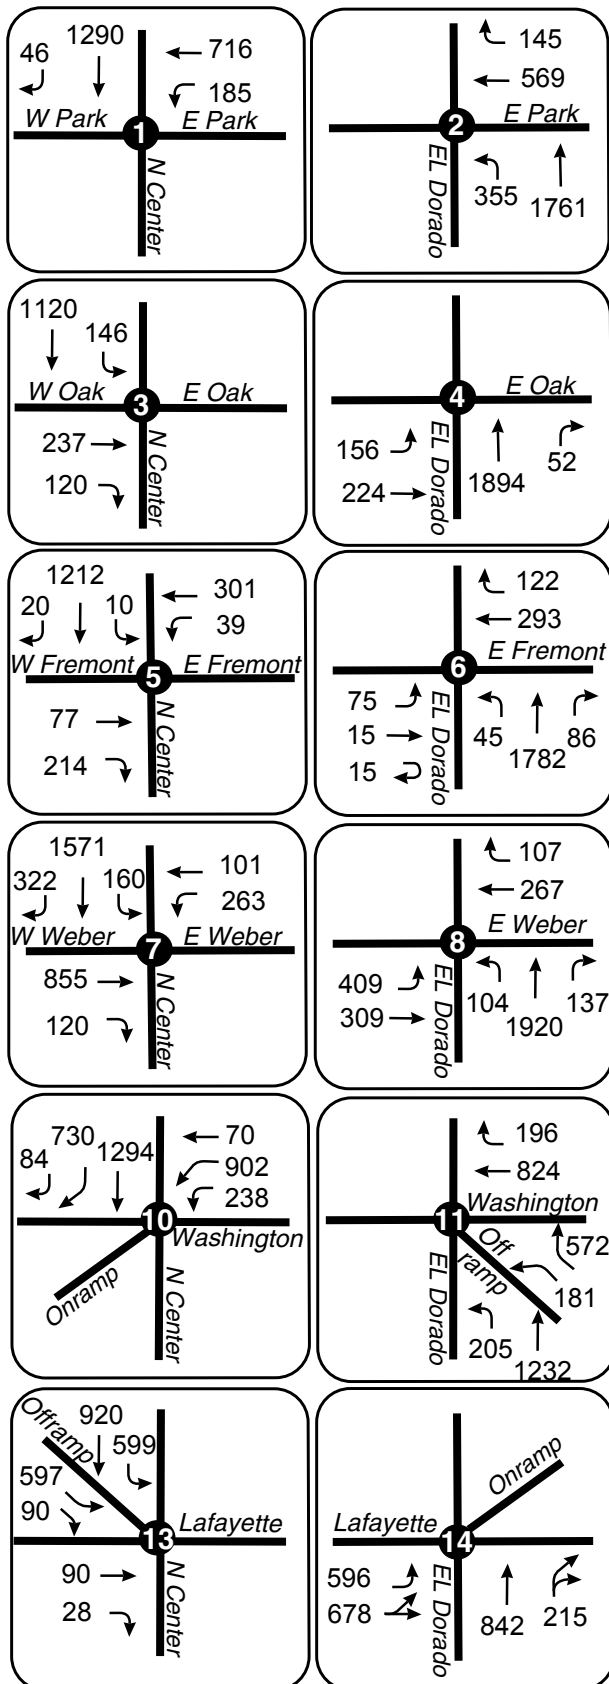 1290
46
716
185
W Park
E Park
1
N Center
145
569
E Park
2
EL Dorado
355
1761
1120
146
W Oak
E Oak
3
237
120
N Center
E Oak
4
156
224
EL Dorado
1894
52
1212
20
10
301
39
W Fremont
E Fremont
5
77
214
N Center
122
293
E Fremont
6
75
15
15
EL Dorado
45
1782
86
1571
322
160
101
263
W Weber
E Weber
7
855
120
N Center
107
267
E Weber
8
409
309
EL Dorado
104
1920
137
730
84
1294
70
902
238
10
Washington
Onramp
N Center
196
824
Washington
11
Off
ramp
572
181
EL Dorado
205
1232
Offramp
920
599
597
90
13
Lafayette
90
28
N Center
Onramp
Lafayette
14
596
678
EL Dorado
842
215